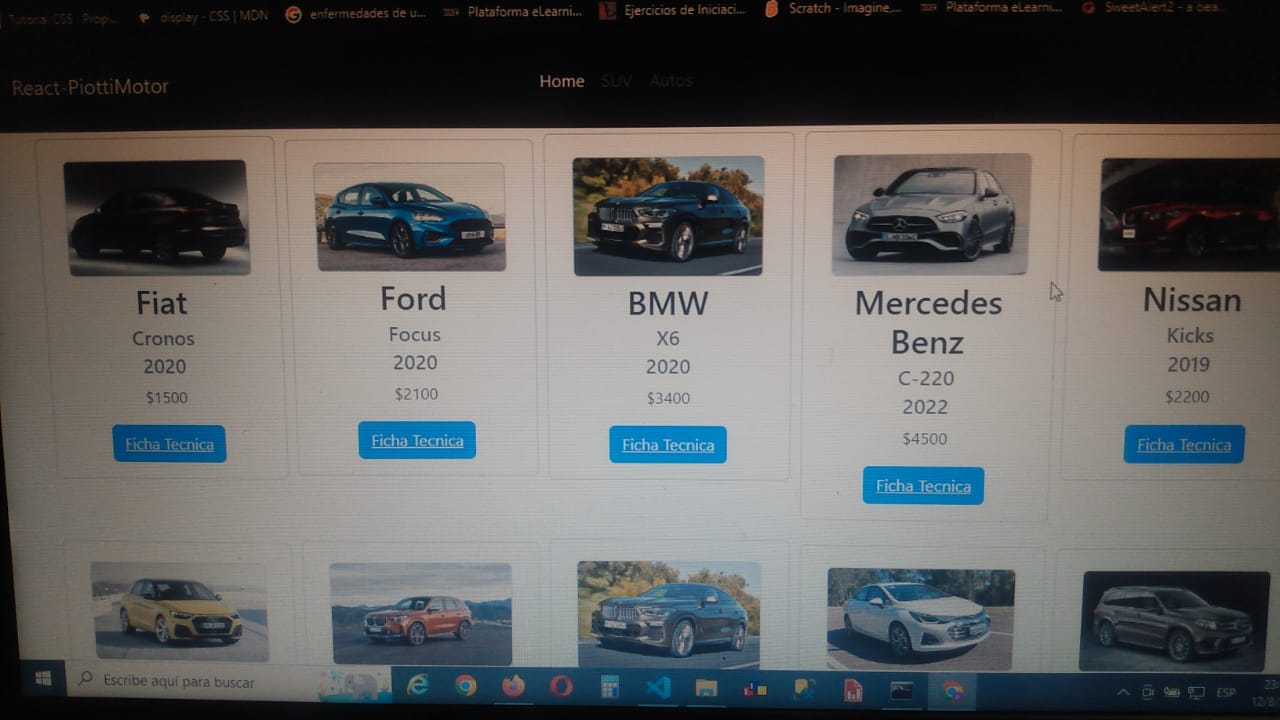 Tutorial CSS - Propi...
display - CSS | MDN
enfermedades de u...
Plataforma eLearni...
Ejercicios de Iniciaci...
Scratch - Imagine,...
Plataforma eLearni...
SweetAlert2 - a bea...
React-PiottiMotor
Home SUV Autos
Fiat
Cronos
2020
$1500
Ficha Tecnica
Ford
Focus
2020
$2100
Ficha Tecnica
BMW
X6
2020
$3400
Ficha Tecnica
Mercedes
Benz
C-220
2022
$4500
Ficha Tecnica
Nissan
Kicks
2019
$2200
Ficha Tecnica
Escribe aquí para buscar
ESP